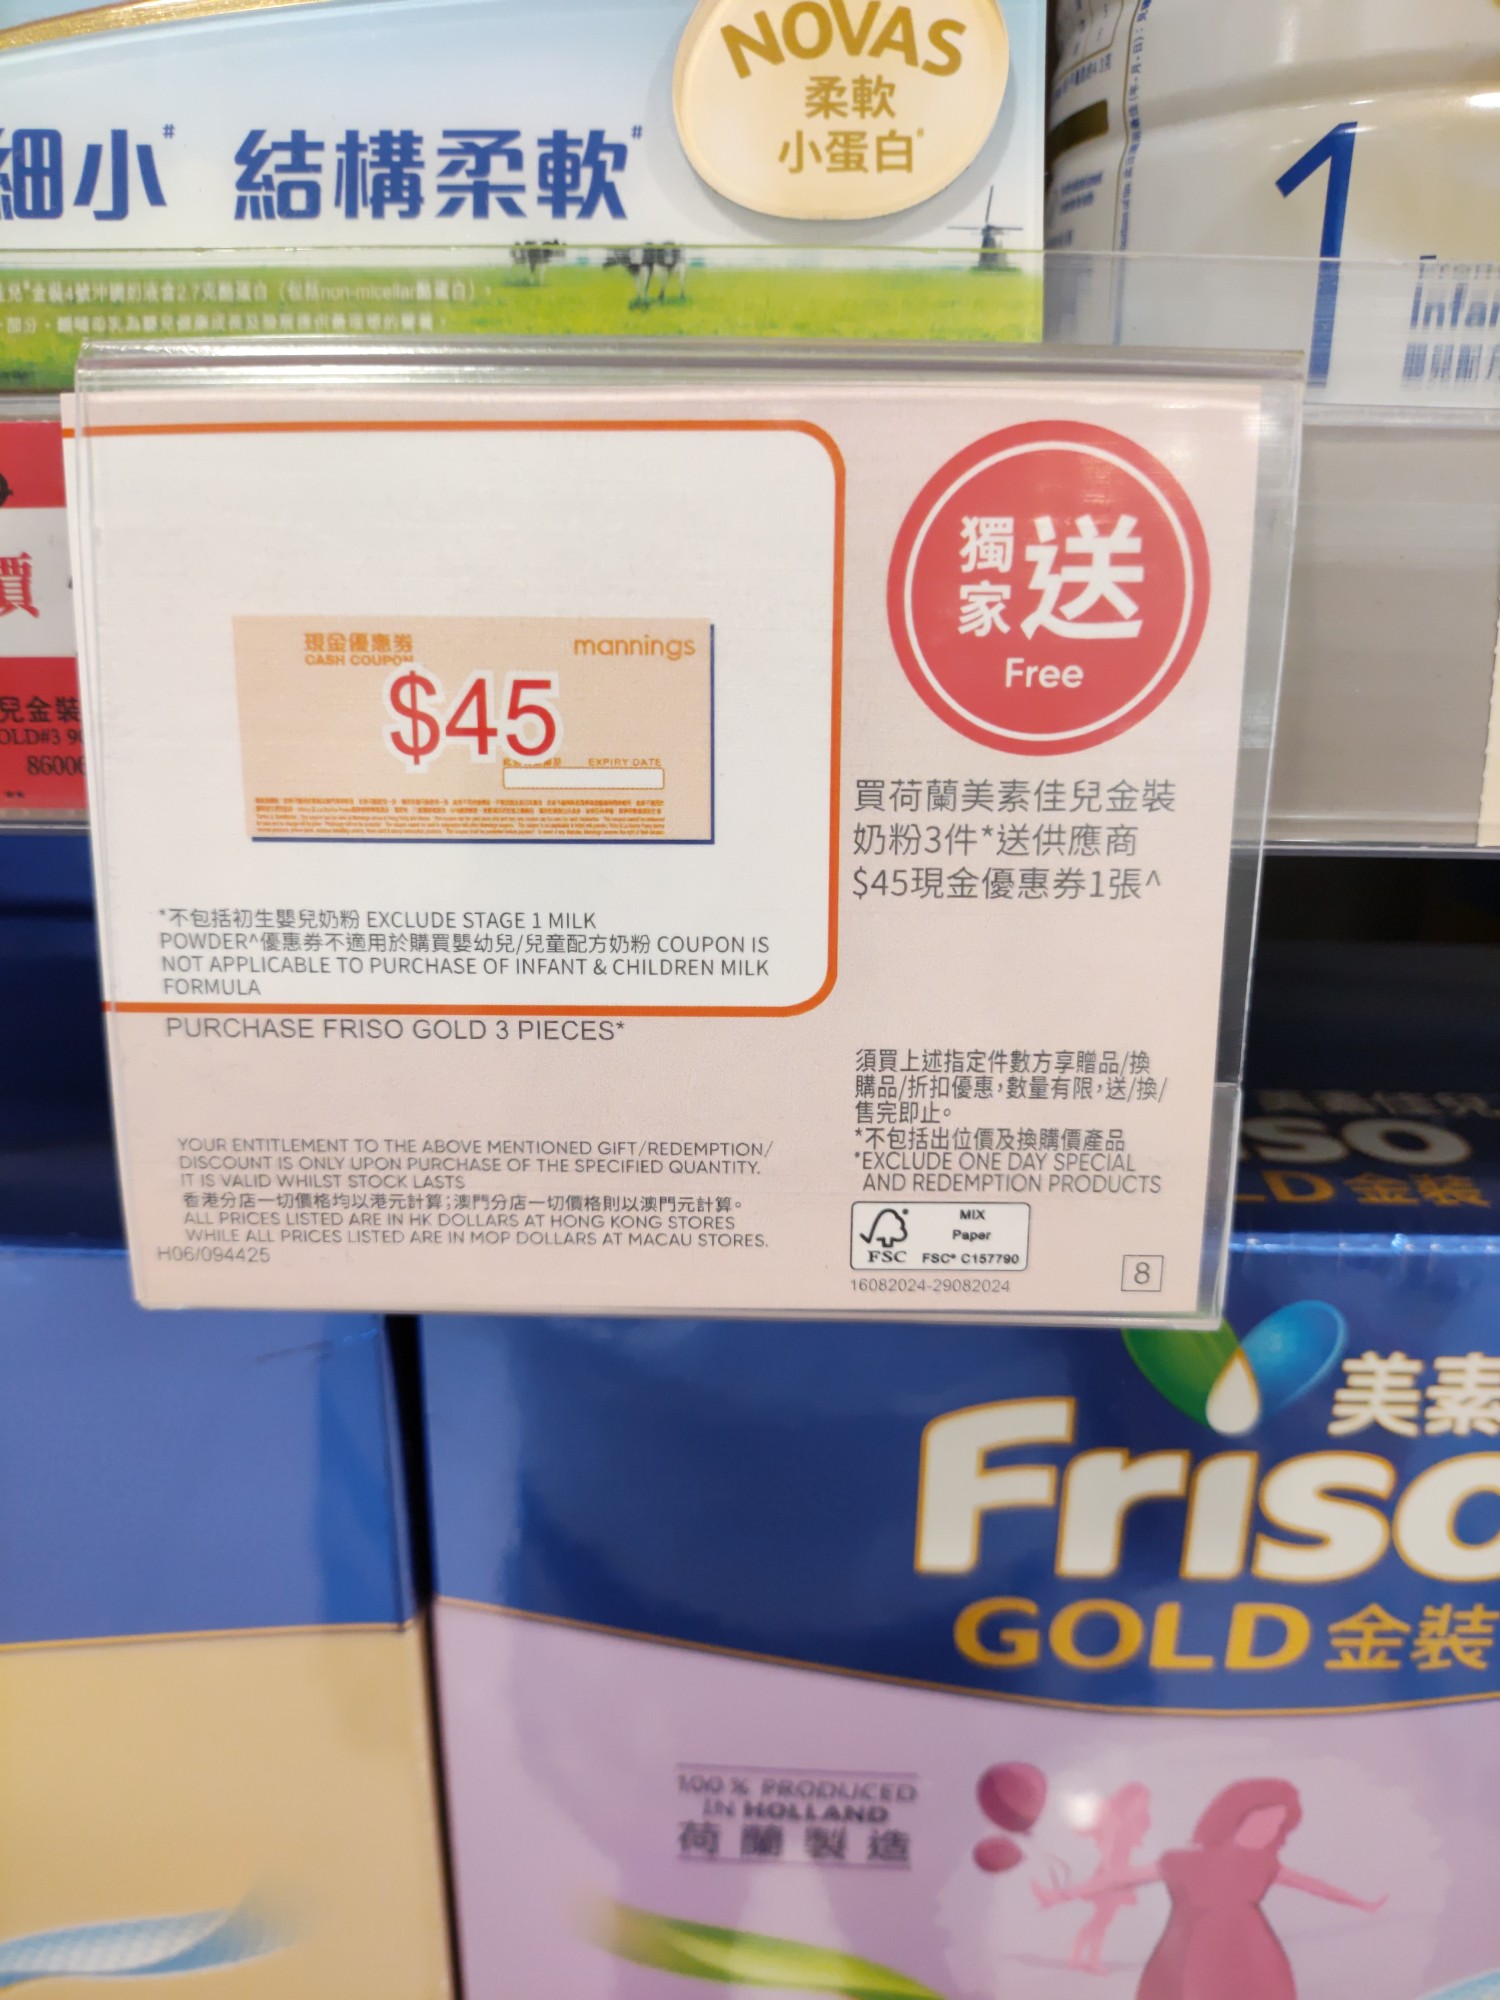 NOVAS
柔軟
小蛋白
細小# 結構柔軟#
1
獨家
送
Free
現金優惠券
CASH COUPON
mannings
$45
EXPIRY DATE
買荷蘭美素佳兒金裝
奶粉3件*送供應商
$45現金優惠券1張^
*不包括初生嬰兒奶粉 EXCLUDE STAGE 1 MILK
POWDER^優惠券不適用於購買嬰幼兒/兒童配方奶粉 COUPON IS
NOT APPLICABLE TO PURCHASE OF INFANT & CHILDREN MILK
FORMULA
PURCHASE FRISO GOLD 3 PIECES*
須買上述指定件數方享贈品/換
購品/折扣優惠,數量有限,送/換/
售完即止。
*不包括出位價及換購價產品
*EXCLUDE ONE DAY SPECIAL
AND REDEMPTION PRODUCTS
YOUR ENTITLEMENT TO THE ABOVE MENTIONED GIFT/REDEMPTION/
DISCOUNT IS ONLY UPON PURCHASE OF THE SPECIFIED QUANTITY.
IT IS VALID WHILST STOCK LASTS
香港分店一切價格均以港元計算;澳門分店一切價格則以澳門元計算。
ALL PRICES LISTED ARE IN HK DOLLARS AT HONG KONG STORES
WHILE ALL PRICES LISTED ARE IN MOP DOLLARS AT MACAU STORES.
H06/094425
FSC
MIX
Paper
FSC® C157790
16082024-29082024
8
兒金裝
OLD#3
8600
金裝
美素
Friso
GOLD 金裝
100% PRODUCED
IN HOLLAND
荷蘭製造